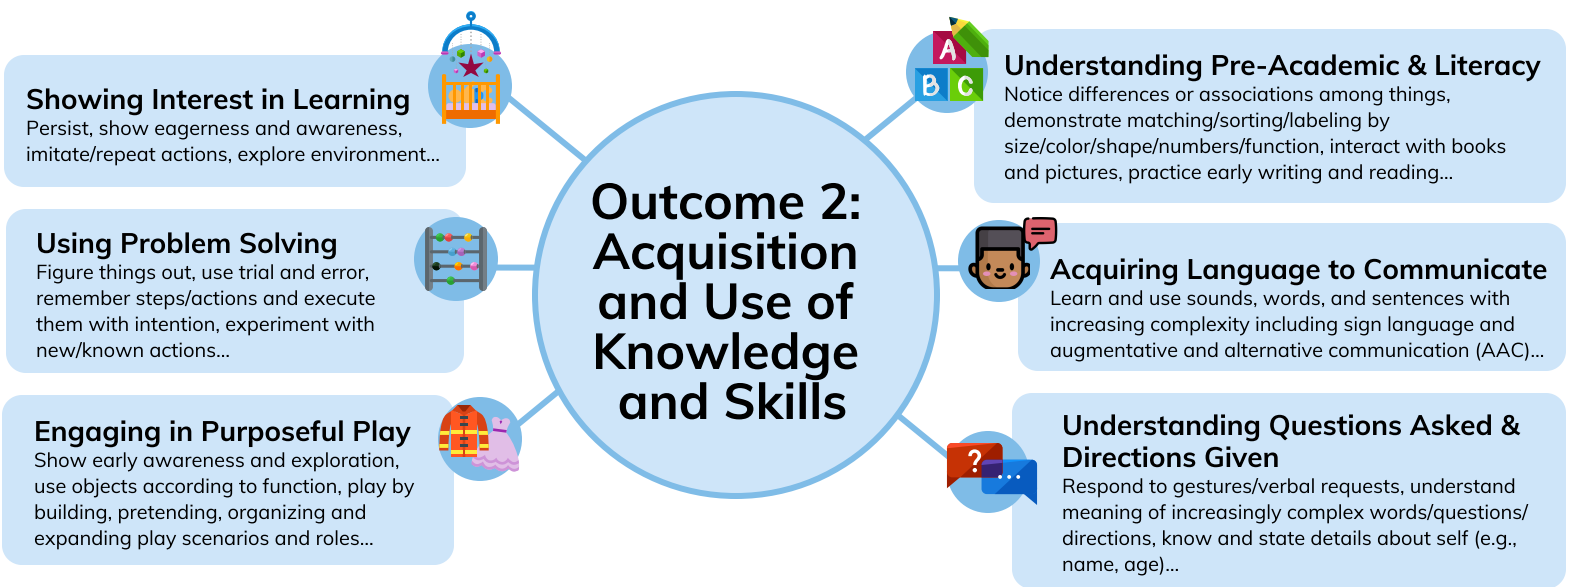 Showing Interest in Learning
Persist, show eagerness and awareness,
imitate/repeat actions, explore environment...
Using Problem Solving
Figure things out, use trial and error,
remember steps/actions and execute
them with intention, experiment with
new/known actions...
Engaging in Purposeful Play
Show early awareness and exploration,
use objects according to function, play by
building, pretending, organizing and
expanding play scenarios and roles...
Outcome 2:
Acquisition
and Use of
Knowledge
and Skills
A
B C
Understanding Pre-Academic & Literacy
Notice differences or associations among things,
demonstrate matching/sorting/labeling by
size/color/shape/numbers/function, interact with books
and pictures, practice early writing and reading...
Acquiring Language to Communicate
Learn and use sounds, words, and sentences with
increasing complexity including sign language and
augmentative and alternative communication (AAC)...
?
...
Understanding Questions Asked &
Directions Given
Respond to gestures/verbal requests, understand
meaning of increasingly complex words/questions/
directions, know and state details about self (e.g.,
name, age)...